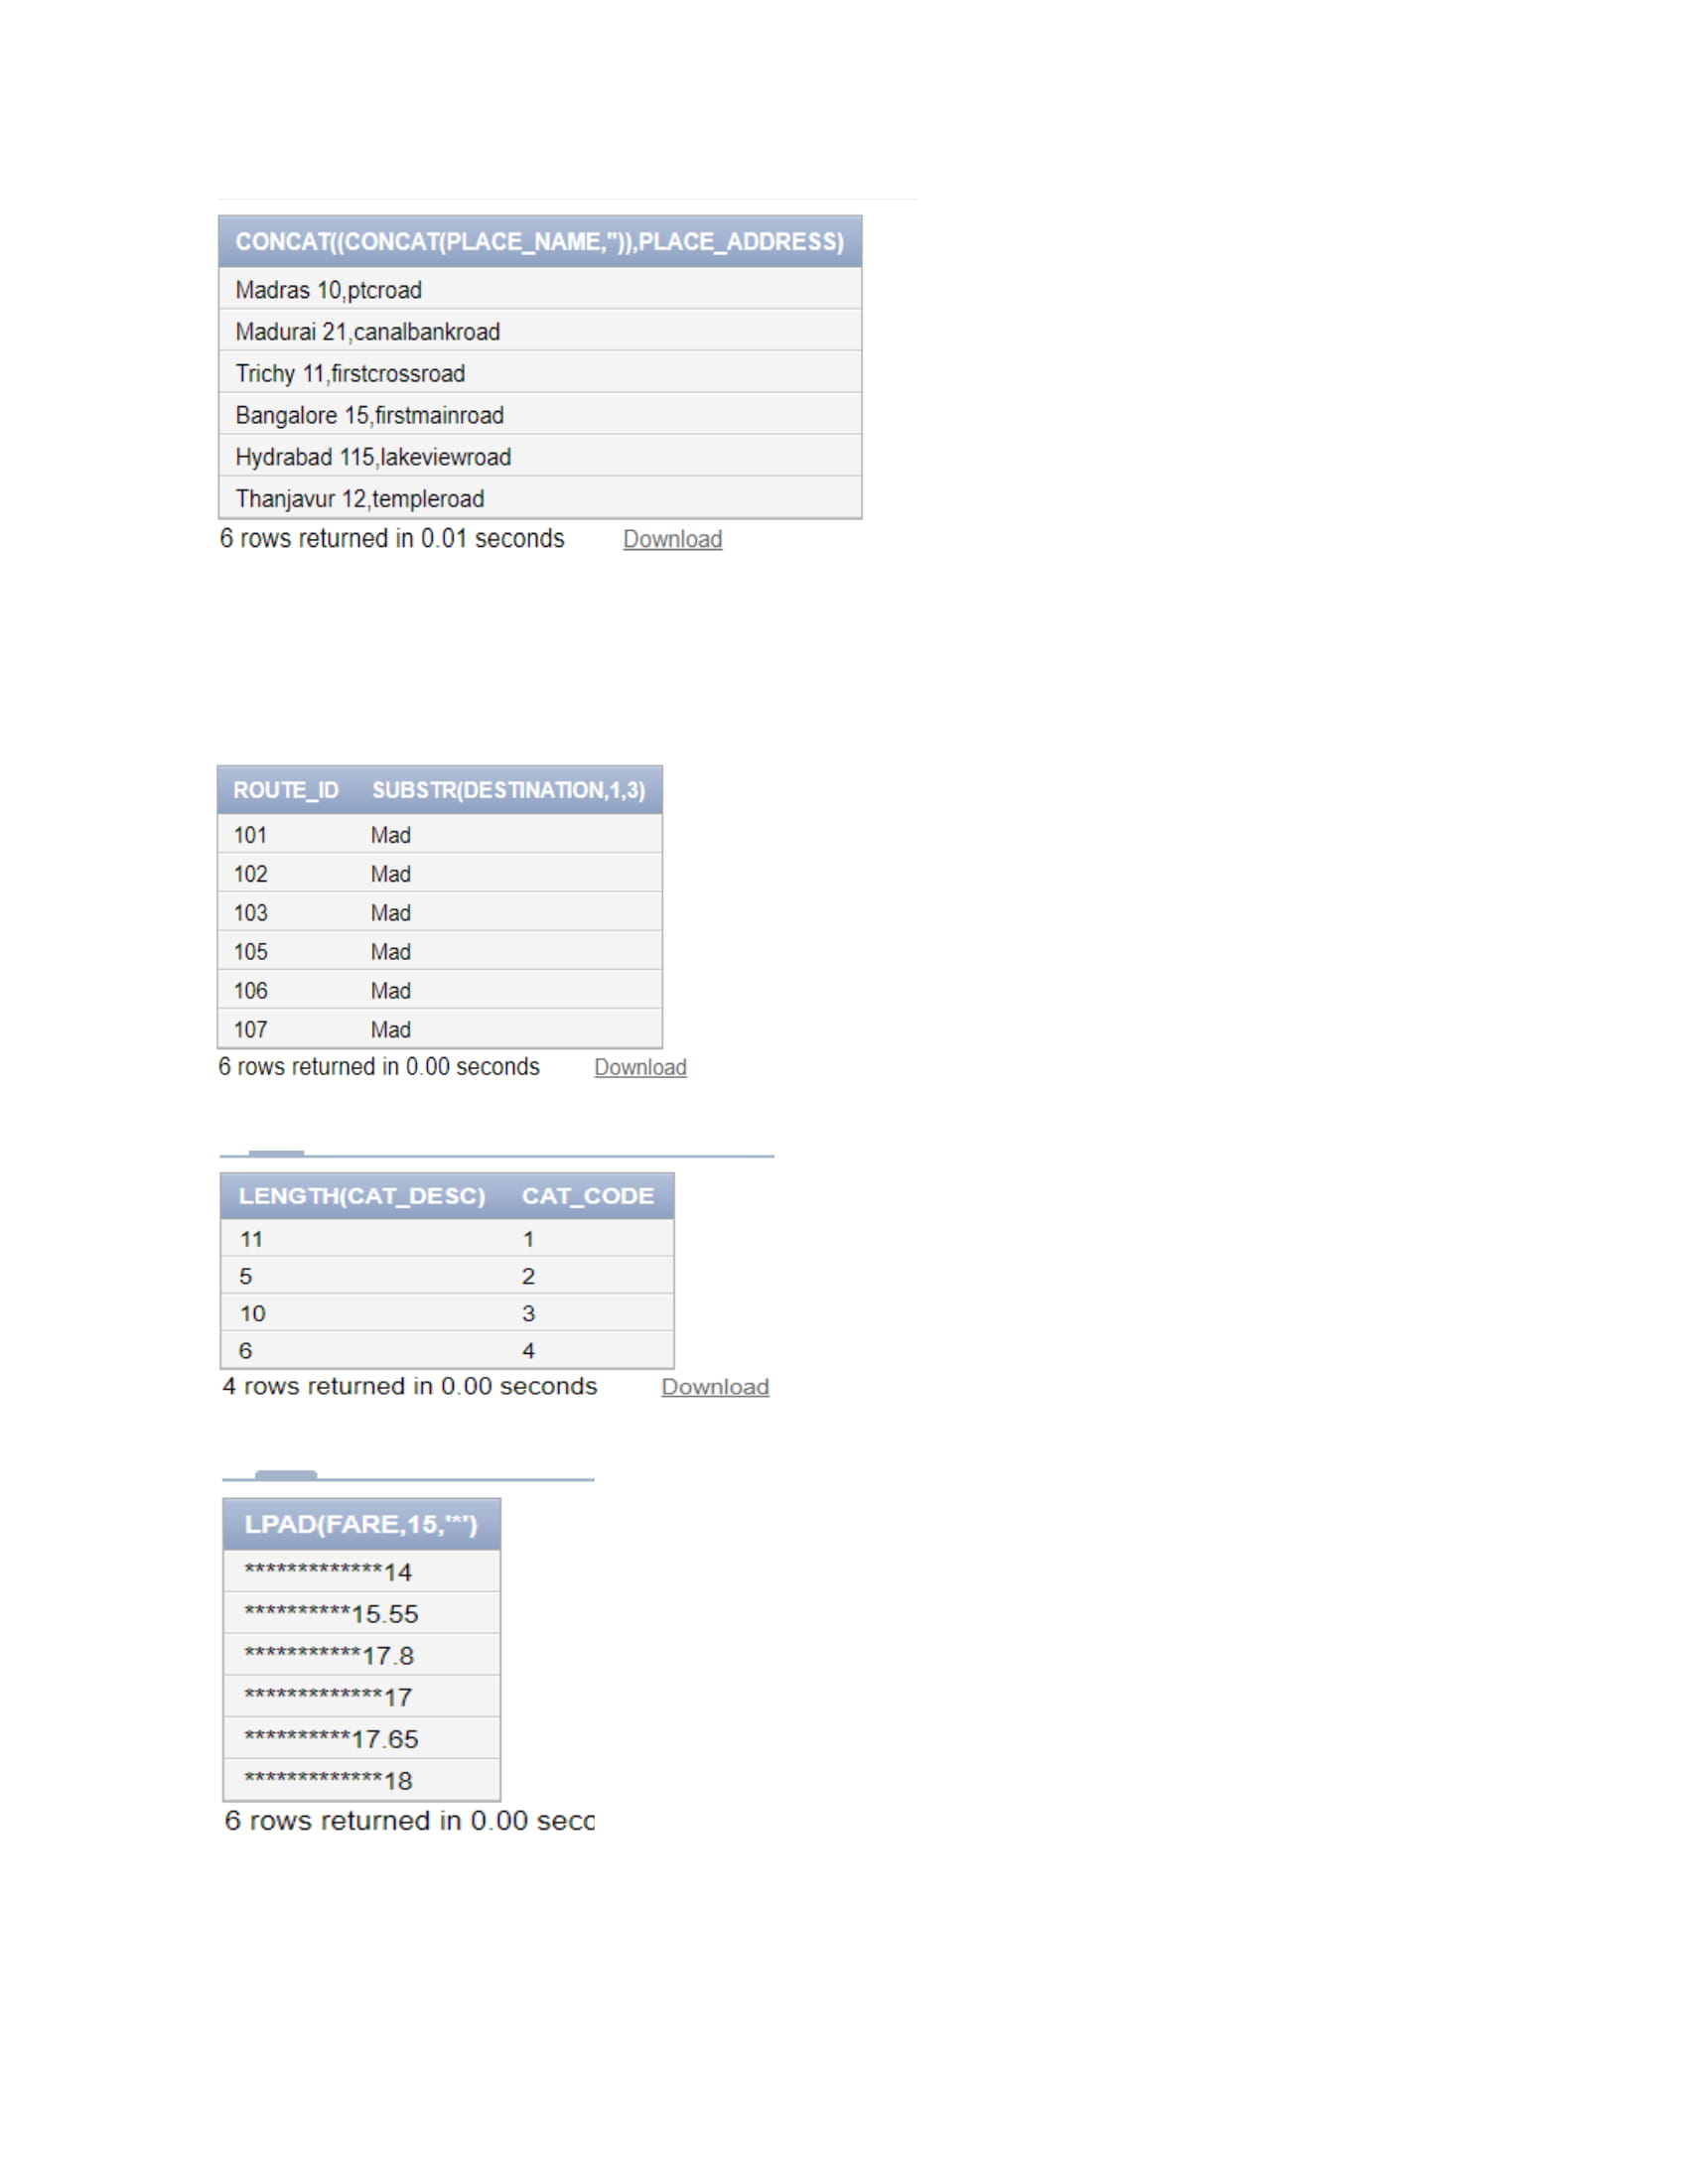 CONCAT((CONCAT(PLACE_NAME,")),PLACE_ADDRESS)
Madras 10,ptcroad
Madurai 21,canalbankroad
Trichy 11,firstcrossroad
Bangalore 15,firstmainroad
Hydrabad 115,lakeviewroad
Thanjavur 12,templeroad
6 rows returned in 0.01 seconds Download
ROUTE_ID SUBSTR(DESTINATION,1,3)
101 Mad
102 Mad
103 Mad
105 Mad
106 Mad
107 Mad
6 rows returned in 0.00 seconds Download
LENGTH(CAT_DESC) CAT_CODE
11 1
5 2
10 3
6 4
4 rows returned in 0.00 seconds Download
LPAD(FARE,15,'*')
*************14
**********15.55
***********17.8
*************17
**********17.65
*************18
6 rows returned in 0.00 seco